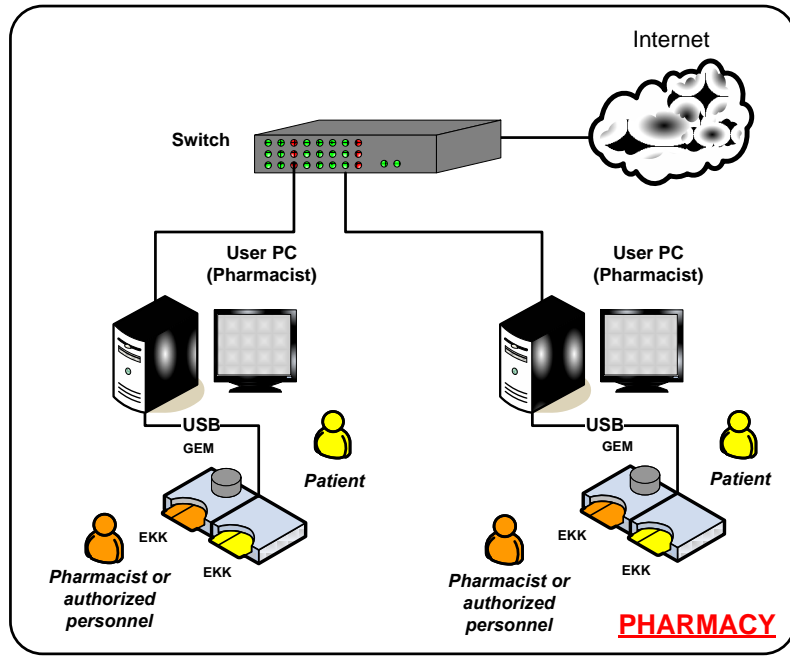 Internet
Switch
User PC
(Pharmacist)
User PC
(Pharmacist)
USB
GEM
Patient
EKK
EKK
Pharmacist or
authorized
personnel
USB
GEM
Patient
EKK
EKK
Pharmacist or
authorized
personnel
PHARMACY